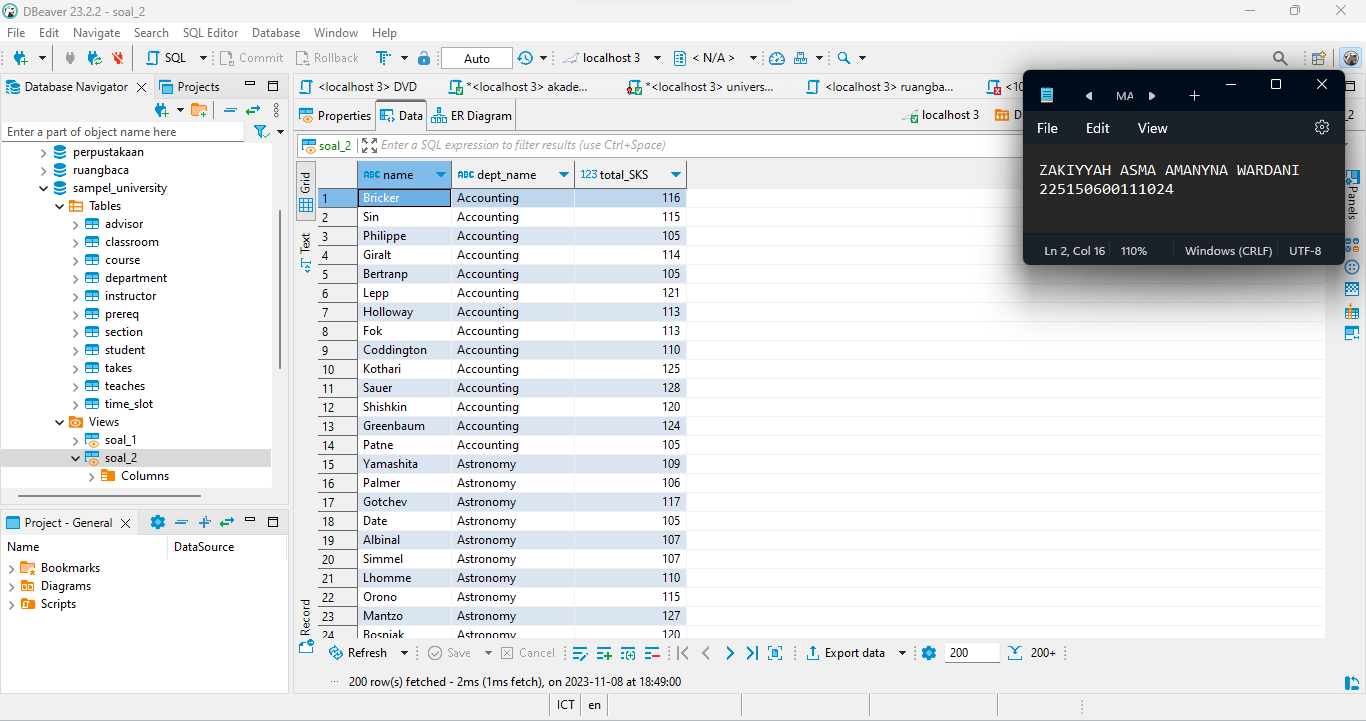 DBeaver 23.2.2 - soal_2
File Edit Navigate Search SQL Editor Database Window Help
SQL Commit Rollback Auto localhost 3 < N/A >
Database Navigator Projects
Enter a part of object name here
perpustakaan
ruangbaca
sampel_university
Tables
advisor
classroom
course
department
instructor
prereq
section
student
takes
teaches
time_slot
Views
soal_1
soal_2
Columns
Project - General
Name DataSource
Bookmarks
Diagrams
Scripts
<localhost 3> DVD *<localhost 3> akade... *<localhost 3> univers... <localhost 3> ruangba... <10
Properties Data ER Diagram localhost 3 D _2
soal_2 Enter a SQL expression to filter results (use Ctrl+Space)
Grid
Text
Record
name dept_name 123 total_SKS
1 Bricker Accounting 116
2 Sin Accounting 115
3 Philippe Accounting 105
4 Giralt Accounting 114
5 Bertranp Accounting 105
6 Lepp Accounting 121
7 Holloway Accounting 113
8 Fok Accounting 113
9 Coddington Accounting 110
10 Kothari Accounting 125
11 Sauer Accounting 128
12 Shishkin Accounting 120
13 Greenbaum Accounting 124
14 Patne Accounting 105
15 Yamashita Astronomy 109
16 Palmer Astronomy 106
17 Gotchev Astronomy 117
18 Date Astronomy 105
19 Albinal Astronomy 107
20 Simmel Astronomy 107
21 Lhomme Astronomy 110
22 Orono Astronomy 115
23 Mantzo Astronomy 127
24 Bosniak Astronomy 120
Refresh Save Cancel Export data 200 200+
200 row(s) fetched - 2ms (1ms fetch), on 2023-11-08 at 18:49:00
ICT en
MA
File Edit View
ZAKIYYAH ASMA AMANYNA WARDANI
225150600111024
Ln 2, Col 16 110% Windows (CRLF) UTF-8
Panels